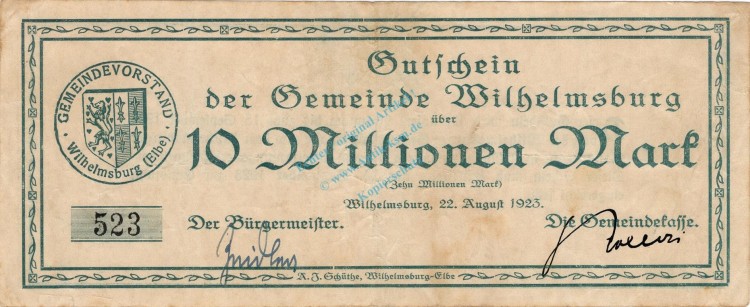 GEMEINDEVORSTAND
Wilhelmsburg (Elbe)
Gutschein
der Gemeinde Wilhelmsburg
über
10 Millionen Mark
(Zehn Millionen Mark)
Wilhelmsburg, 22. August 1923.
523
Der Bürgermeister. Die Gemeindekasse.
R. J. Schüthe, Wilhelmsburg-Elbe